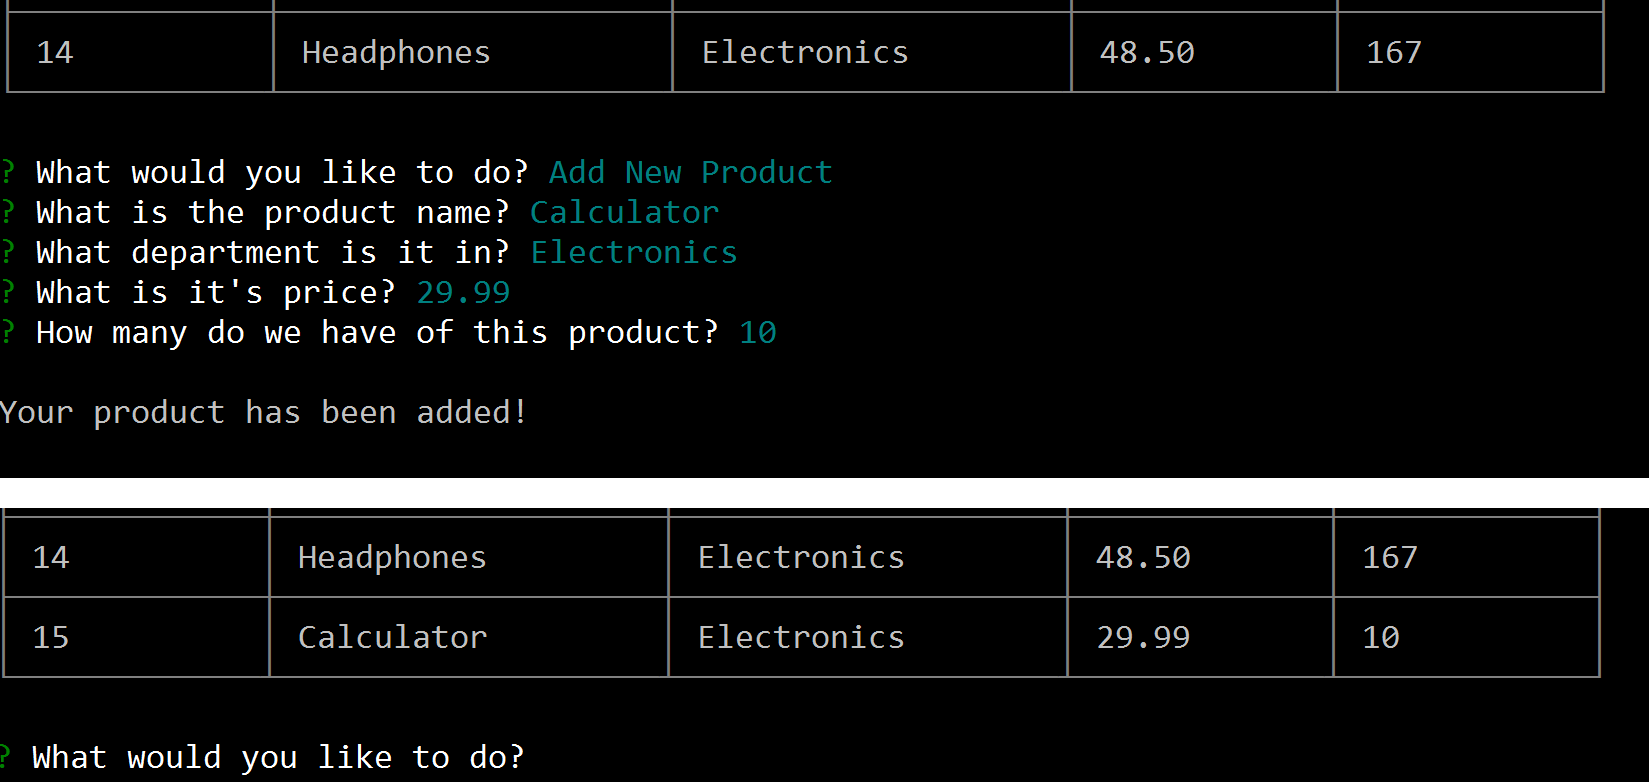 14 Headphones Electronics 48.50 167
? What would you like to do? Add New Product
? What is the product name? Calculator
? What department is it in? Electronics
? What is it's price? 29.99
? How many do we have of this product? 10
Your product has been added!
14 Headphones Electronics 48.50 167
15 Calculator Electronics 29.99 10
? What would you like to do?